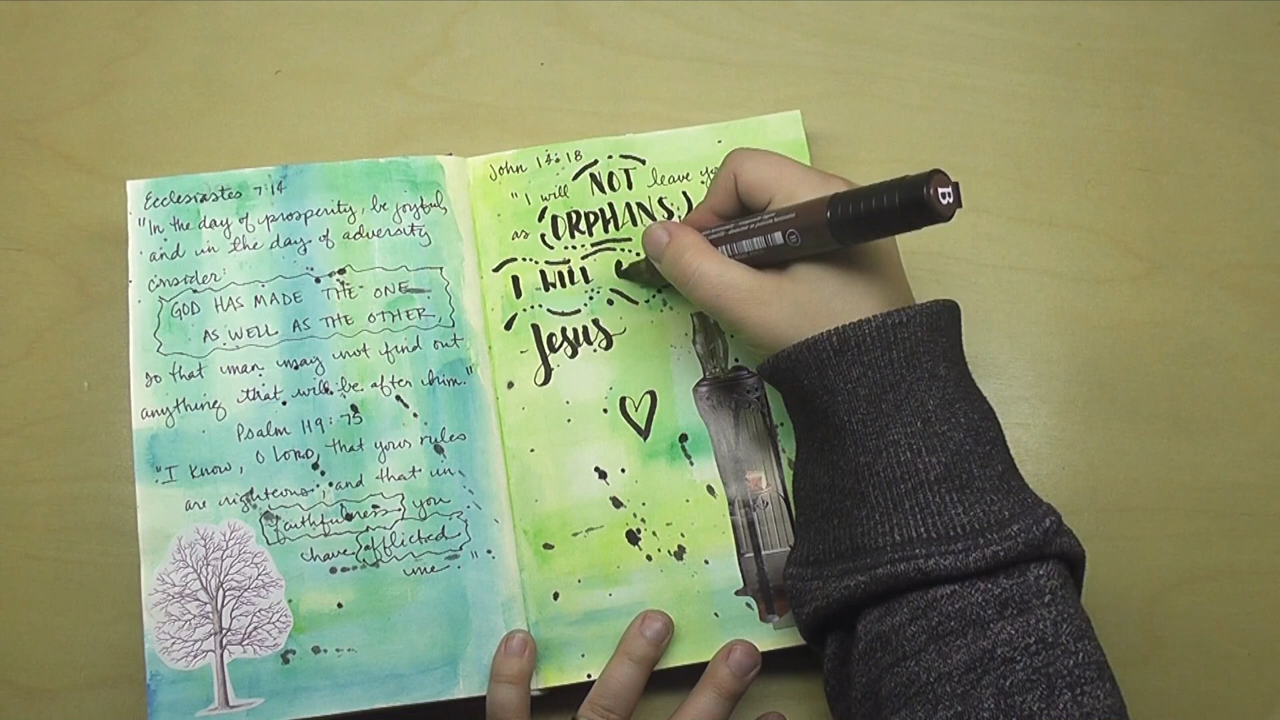 Ecclesiastes 7:14
"In the day of prosperity, be joyful,
and in the day of adversity
consider:
GOD HAS MADE THE ONE
AS WELL AS THE OTHER,
so that man may not find out
anything that will be after him."
Psalm 119:75
"I know, O LORD, that your rules
are righteous, and that in
faithfulness you
have afflicted
me."
John 14:18
"I will NOT leave
as ORPHANS;
I WILL
Jesus
B